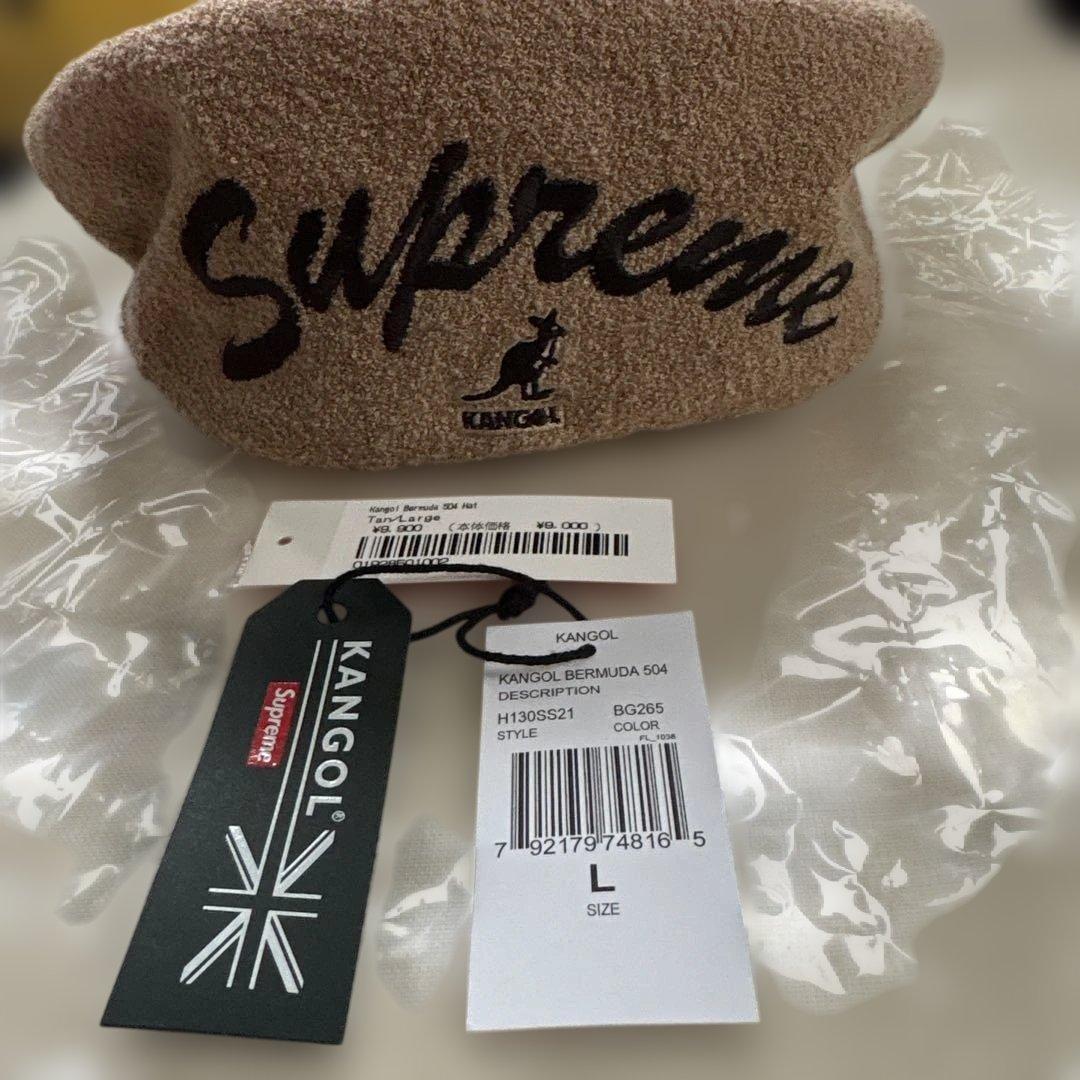 Supreme
KANGOL
Kangol Bermuda 504 Hat
Tan/Large
¥9,900 (本体価格 ¥9,000 )
KANGOL®
Supreme
KANGOL
KANGOL BERMUDA 504
DESCRIPTION
H130SS21 BG265
STYLE COLOR
FL_1038
7 92179 74816 5
L
SIZE